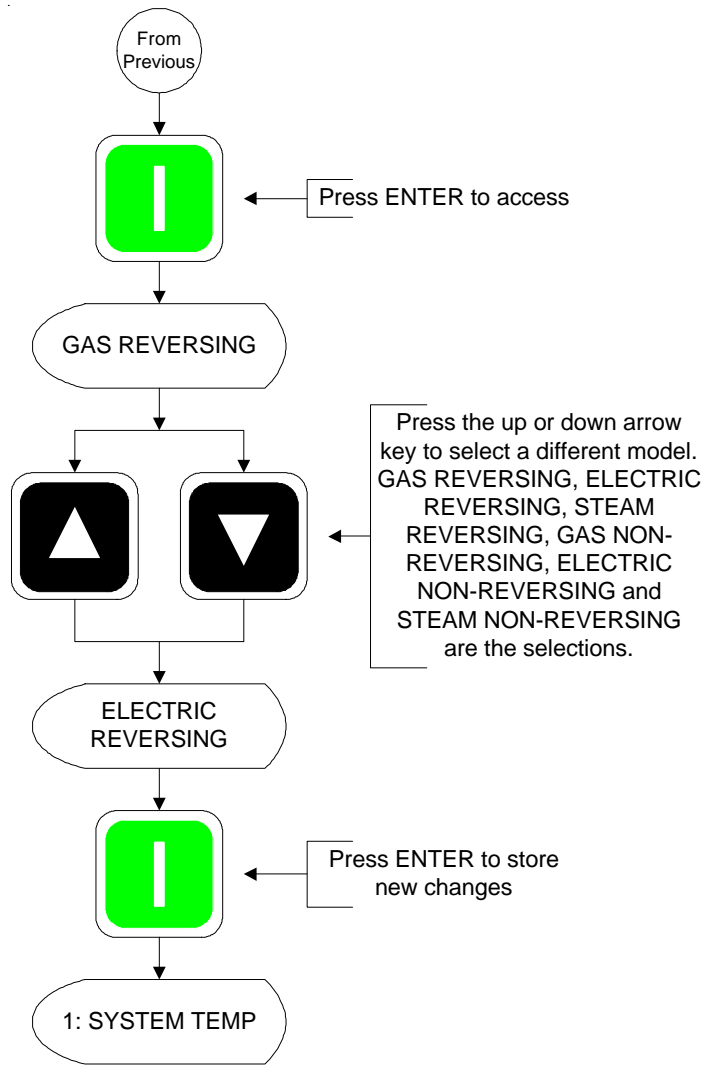 From
Previous
Press ENTER to access
GAS REVERSING
Press the up or down arrow
key to select a different model.
GAS REVERSING, ELECTRIC
REVERSING, STEAM
REVERSING, GAS NON-
REVERSING, ELECTRIC
NON-REVERSING and
STEAM NON-REVERSING
are the selections.
ELECTRIC
REVERSING
Press ENTER to store
new changes
1: SYSTEM TEMP